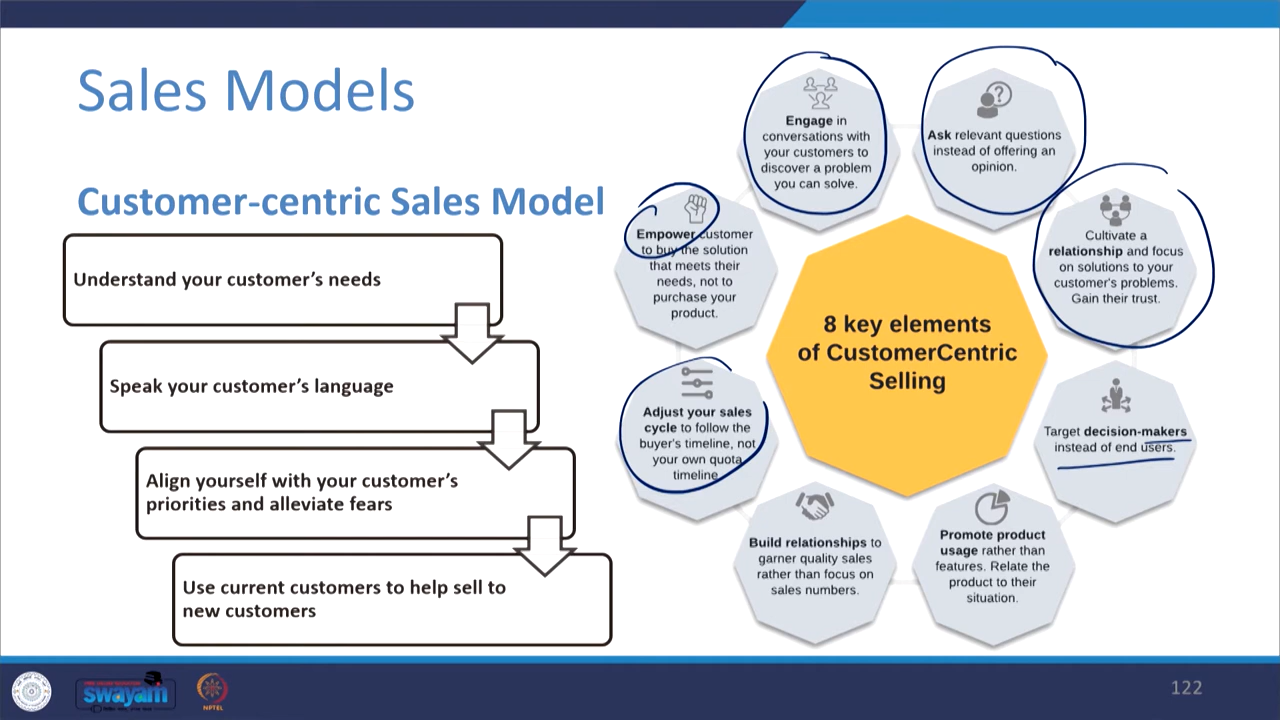 Sales Models
Customer-centric Sales Model
Understand your customer’s needs
Speak your customer’s language
Align yourself with your customer’s
priorities and alleviate fears
Use current customers to help sell to
new customers
Engage in
conversations with
your customers to
discover a problem
you can solve.
Ask relevant questions
instead of offering an
opinion.
Cultivate a
relationship and focus
on solutions to your
customer's problems.
Gain their trust.
Target decision-makers
instead of end users.
Promote product
usage rather than
features. Relate the
product to their
situation.
Build relationships to
garner quality sales
rather than focus on
sales numbers.
Adjust your sales
cycle to follow the
buyer's timeline, not
your own quota
timeline.
Empower customer
to buy the solution
that meets their
needs, not to
purchase your
product.
8 key elements
of CustomerCentric
Selling
swayam
NPTEL
122